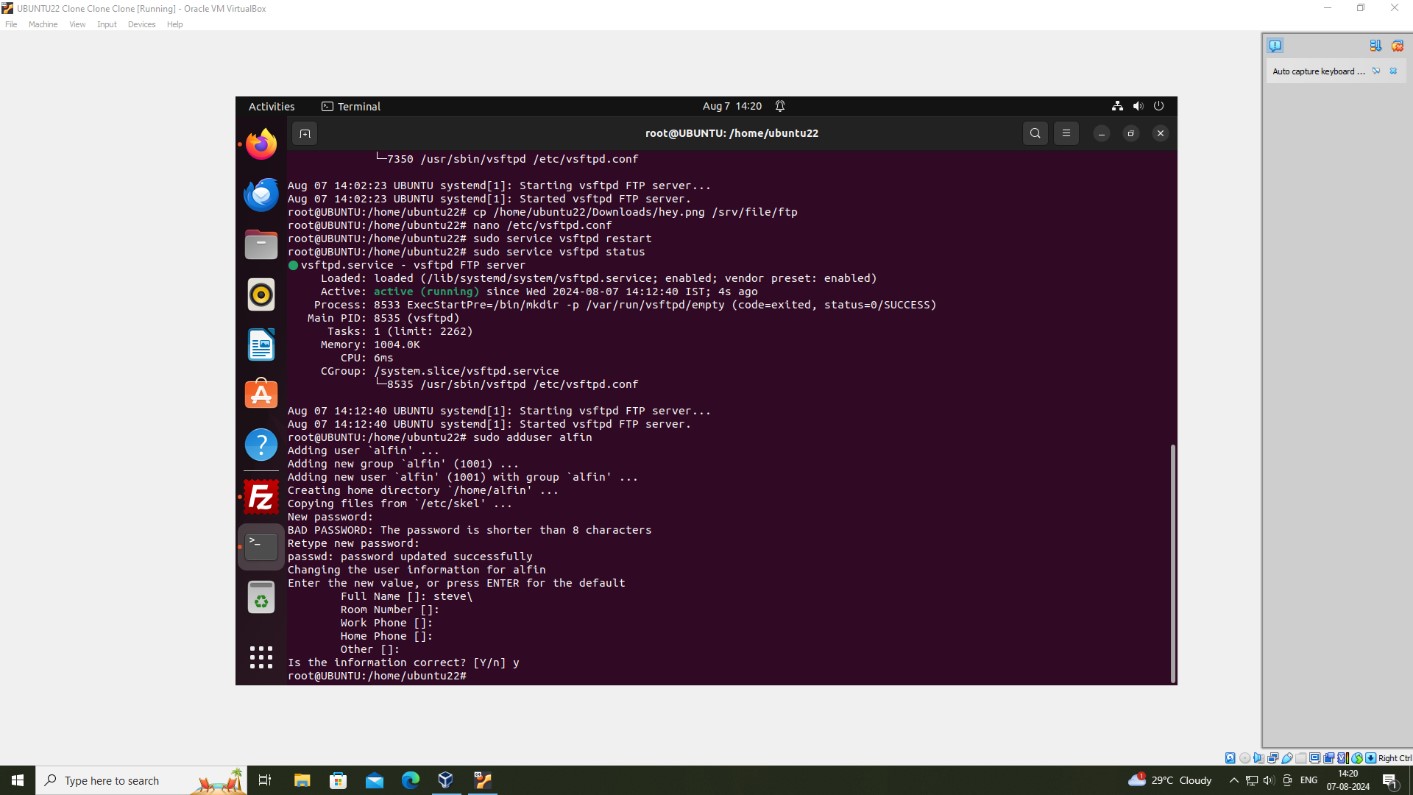 UBUNTU22 Clone Clone Clone [Running] - Oracle VM VirtualBox
File Machine View Input Devices Help
Auto capture keyboard ...
Activities Terminal Aug 7 14:20
root@UBUNTU: /home/ubuntu22
└─7350 /usr/sbin/vsftpd /etc/vsftpd.conf
Aug 07 14:02:23 UBUNTU systemd[1]: Starting vsftpd FTP server...
Aug 07 14:02:23 UBUNTU systemd[1]: Started vsftpd FTP server.
root@UBUNTU:/home/ubuntu22# cp /home/ubuntu22/Downloads/hey.png /srv/file/ftp
root@UBUNTU:/home/ubuntu22# nano /etc/vsftpd.conf
root@UBUNTU:/home/ubuntu22# sudo service vsftpd restart
root@UBUNTU:/home/ubuntu22# sudo service vsftpd status
● vsftpd.service - vsftpd FTP server
Loaded: loaded (/lib/systemd/system/vsftpd.service; enabled; vendor preset: enabled)
Active: active (running) since Wed 2024-08-07 14:12:40 IST; 4s ago
Process: 8533 ExecStartPre=/bin/mkdir -p /var/run/vsftpd/empty (code=exited, status=0/SUCCESS)
Main PID: 8535 (vsftpd)
Tasks: 1 (limit: 2262)
Memory: 1004.0K
CPU: 6ms
CGroup: /system.slice/vsftpd.service
└─8535 /usr/sbin/vsftpd /etc/vsftpd.conf
Aug 07 14:12:40 UBUNTU systemd[1]: Starting vsftpd FTP server...
Aug 07 14:12:40 UBUNTU systemd[1]: Started vsftpd FTP server.
root@UBUNTU:/home/ubuntu22# sudo adduser alfin
Adding user `alfin' ...
Adding new group `alfin' (1001) ...
Adding new user `alfin' (1001) with group `alfin' ...
Creating home directory `/home/alfin' ...
Copying files from `/etc/skel' ...
New password:
BAD PASSWORD: The password is shorter than 8 characters
Retype new password:
passwd: password updated successfully
Changing the user information for alfin
Enter the new value, or press ENTER for the default
Full Name []: steve\
Room Number []:
Work Phone []:
Home Phone []:
Other []:
Is the information correct? [Y/n] y
root@UBUNTU:/home/ubuntu22#
Right Ctrl
Type here to search
29°C Cloudy
ENG
14:20
07-08-2024